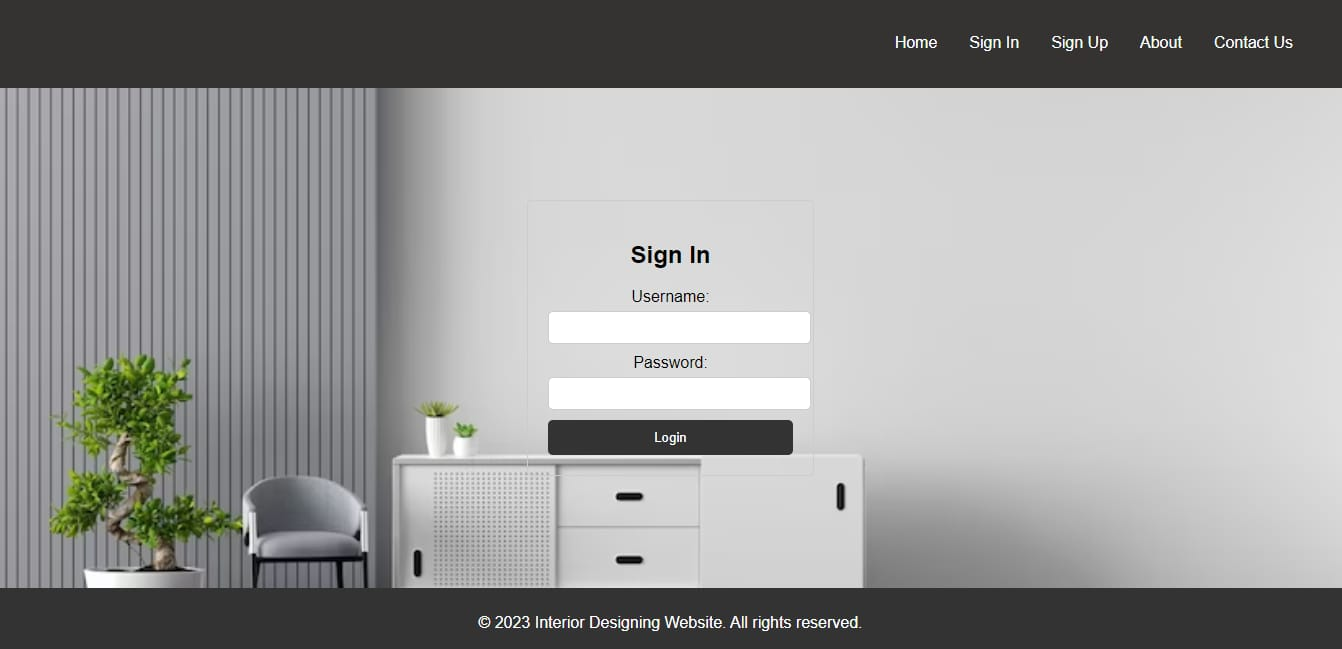 Home Sign In Sign Up About Contact Us
Sign In
Username:
Password:
Login
© 2023 Interior Designing Website. All rights reserved.